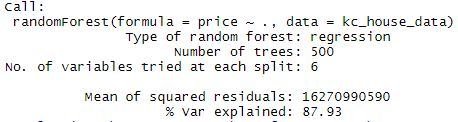 Call:
randomForest(formula = price ~ ., data = kc_house_data)
Type of random forest: regression
Number of trees: 500
No. of variables tried at each split: 6
Mean of squared residuals: 16270990590
% Var explained: 87.93